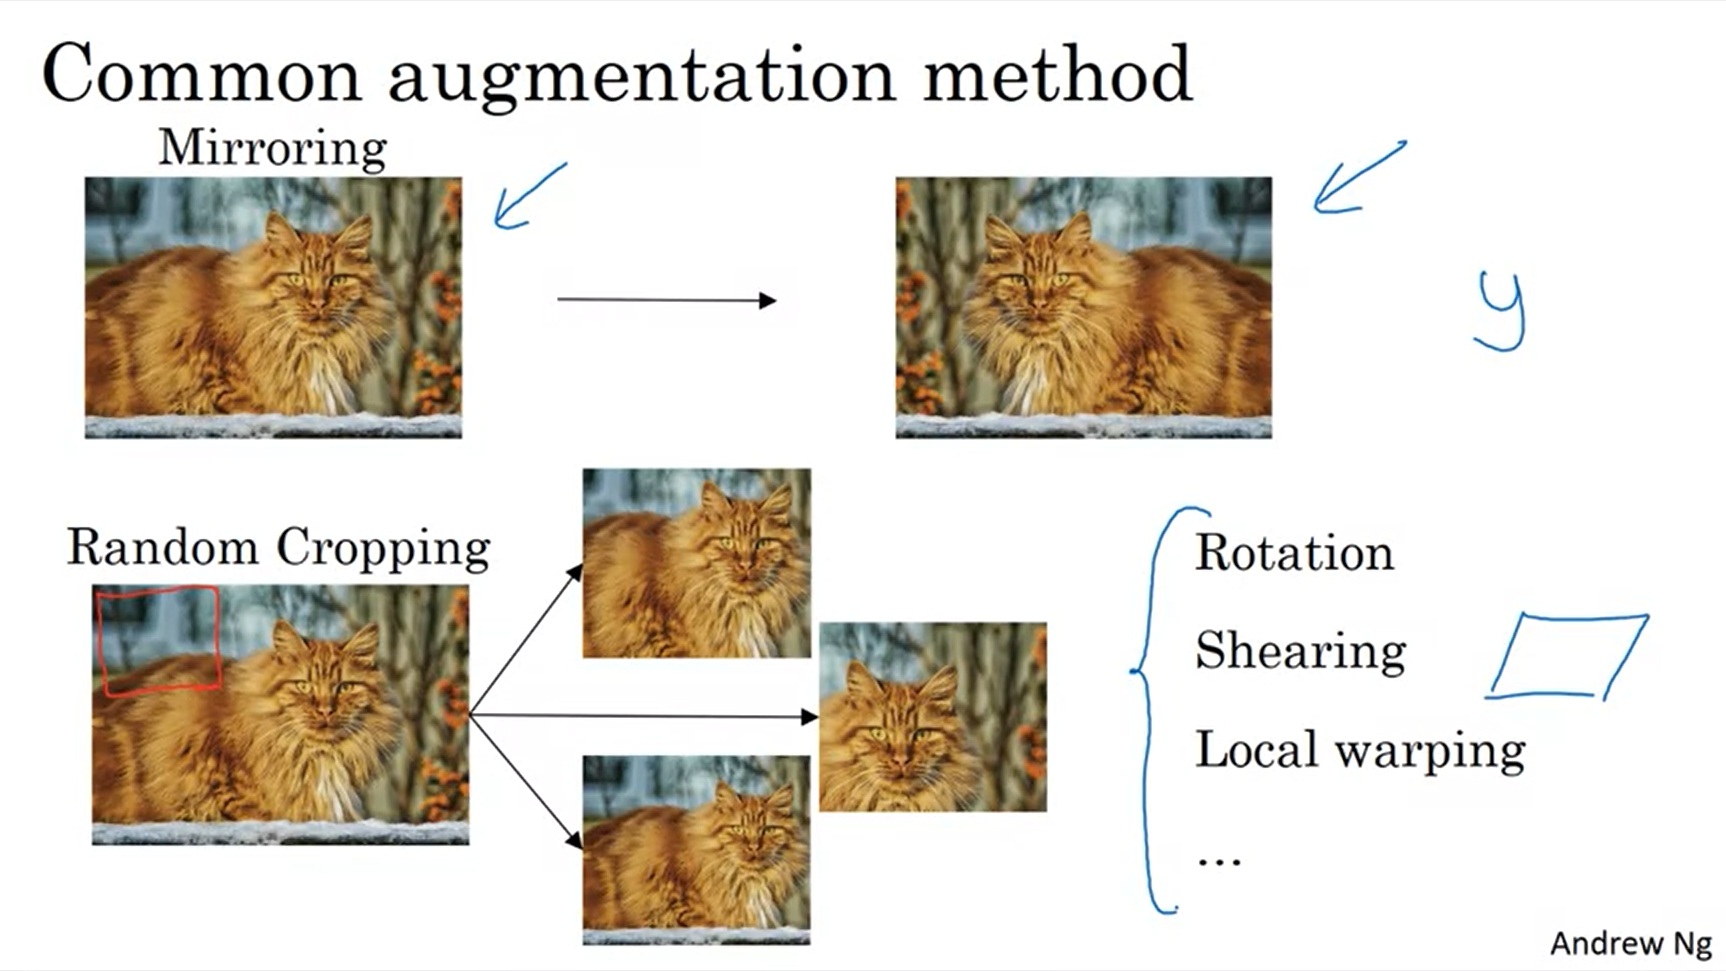 Common augmentation method
Mirroring
y
Random Cropping
Rotation
Shearing
Local warping
...
Andrew Ng